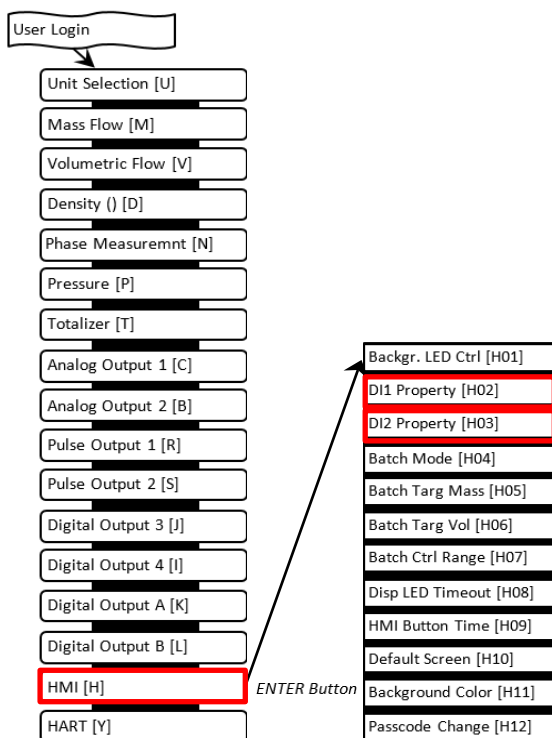 User Login
Unit Selection [U]
Mass Flow [M]
Volumetric Flow [V]
Density () [D]
Phase Measuremnt [N]
Pressure [P]
Totalizer [T]
Analog Output 1 [C]
Analog Output 2 [B]
Pulse Output 1 [R]
Pulse Output 2 [S]
Digital Output 3 [J]
Digital Output 4 [I]
Digital Output A [K]
Digital Output B [L]
HMI [H]
HART [Y]
ENTER Button
Backgr. LED Ctrl [H01]
DI1 Property [H02]
DI2 Property [H03]
Batch Mode [H04]
Batch Targ Mass [H05]
Batch Targ Vol [H06]
Batch Ctrl Range [H07]
Disp LED Timeout [H08]
HMI Button Time [H09]
Default Screen [H10]
Background Color [H11]
Passcode Change [H12]